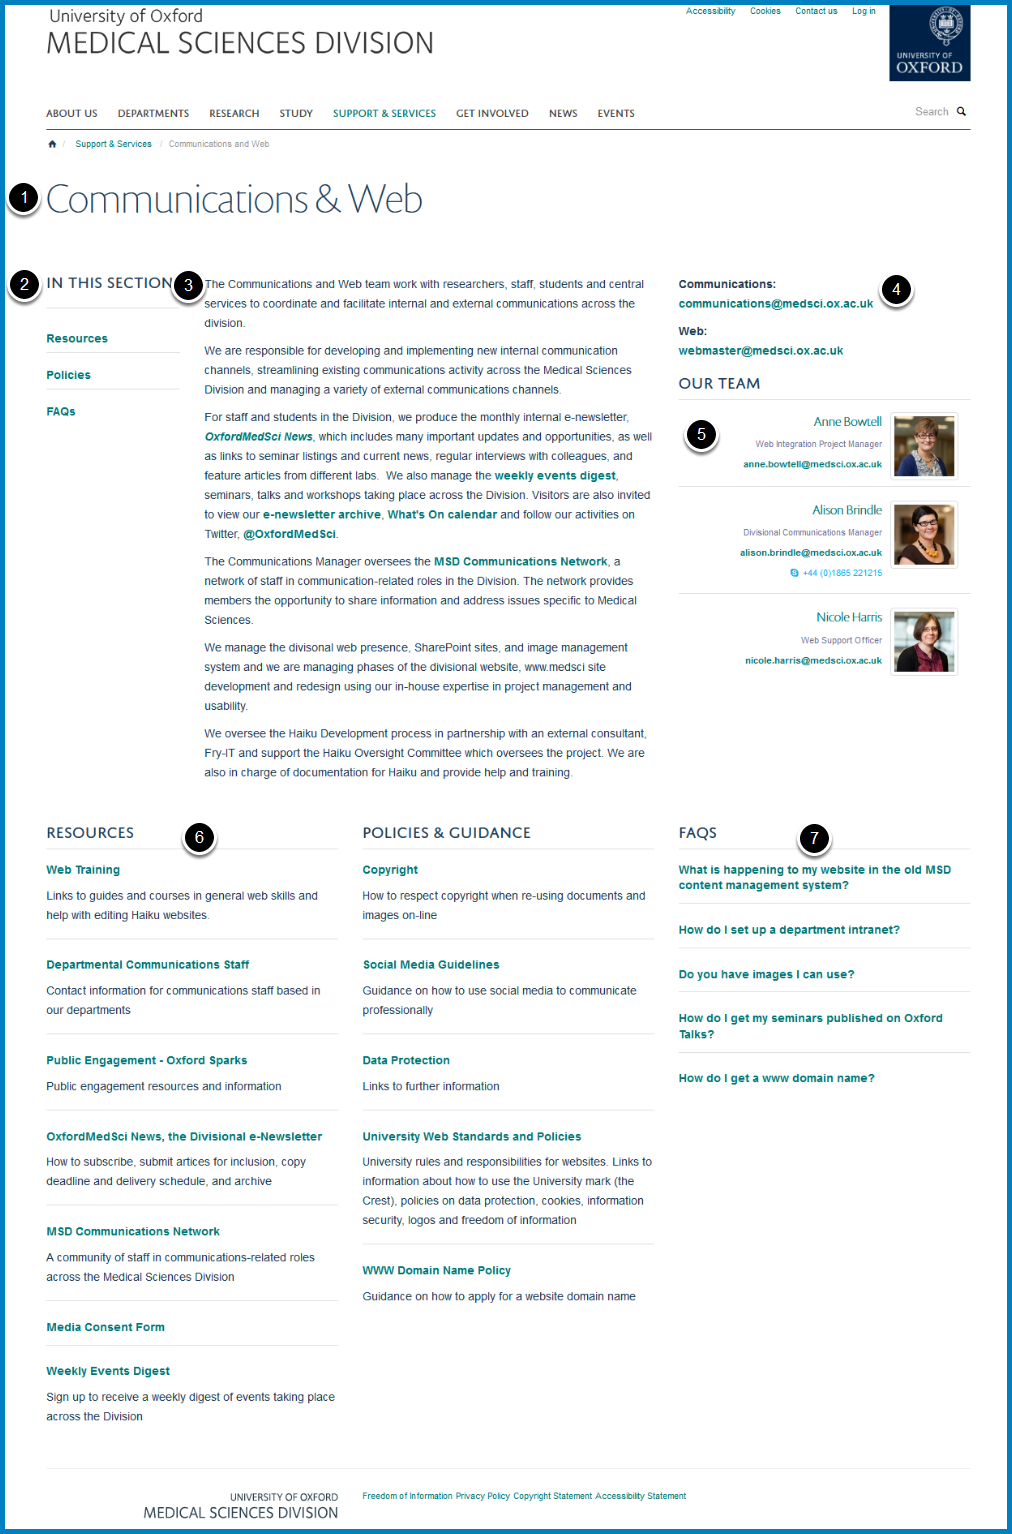 University of Oxford
MEDICAL SCIENCES DIVISION
Accessibility Cookies Contact us Log in
UNIVERSITY OF
OXFORD
ABOUT US DEPARTMENTS RESEARCH STUDY SUPPORT & SERVICES GET INVOLVED NEWS EVENTS
Search
/ Support & Services / Communications and Web
1
Communications & Web
2
IN THIS SECTION
Resources
Policies
FAQs
3
The Communications and Web team work with researchers, staff, students and central
services to coordinate and facilitate internal and external communications across the
division.
We are responsible for developing and implementing new internal communication
channels, streamlining existing communications activity across the Medical Sciences
Division and managing a variety of external communications channels.
For staff and students in the Division, we produce the monthly internal e-newsletter,
OxfordMedSci News, which includes many important updates and opportunities, as well
as links to seminar listings and current news, regular interviews with colleagues, and
feature articles from different labs. We also manage the weekly events digest,
seminars, talks and workshops taking place across the Division. Visitors are also invited
to view our e-newsletter archive, What's On calendar and follow our activities on
Twitter, @OxfordMedSci.
The Communications Manager oversees the MSD Communications Network, a
network of staff in communication-related roles in the Division. The network provides
members the opportunity to share information and address issues specific to Medical
Sciences.
We manage the divisonal web presence, SharePoint sites, and image management
system and we are managing phases of the divisional website, www.medsci site
development and redesign using our in-house expertise in project management and
usability.
We oversee the Haiku Development process in partnership with an external consultant,
Fry-IT and support the Haiku Oversight Committee which oversees the project. We are
also in charge of documentation for Haiku and provide help and training.
Communications:
4
communications@medsci.ox.ac.uk
Web:
webmaster@medsci.ox.ac.uk
OUR TEAM
5
Anne Bowtell
Web Integration Project Manager
anne.bowtell@medsci.ox.ac.uk
Alison Brindle
Divisional Communications Manager
alison.brindle@medsci.ox.ac.uk
+44 (0)1865 221215
Nicole Harris
Web Support Officer
nicole.harris@medsci.ox.ac.uk
RESOURCES
6
Web Training
Links to guides and courses in general web skills and
help with editing Haiku websites.
Departmental Communications Staff
Contact information for communications staff based in
our departments
Public Engagement - Oxford Sparks
Public engagement resources and information
OxfordMedSci News, the Divisional e-Newsletter
How to subscribe, submit artices for inclusion, copy
deadline and delivery schedule, and archive
MSD Communications Network
A community of staff in communications-related roles
across the Medical Sciences Division
Media Consent Form
Weekly Events Digest
Sign up to receive a weekly digest of events taking place
across the Division
POLICIES & GUIDANCE
Copyright
How to respect copyright when re-using documents and
images on-line
Social Media Guidelines
Guidance on how to use social media to communicate
professionally
Data Protection
Links to further information
University Web Standards and Policies
University rules and responsibilities for websites. Links to
information about how to use the University mark (the
Crest), policies on data protection, cookies, information
security, logos and freedom of information
WWW Domain Name Policy
Guidance on how to apply for a website domain name
FAQS
7
What is happening to my website in the old MSD
content management system?
How do I set up a department intranet?
Do you have images I can use?
How do I get my seminars published on Oxford
Talks?
How do I get a www domain name?
UNIVERSITY OF OXFORD
MEDICAL SCIENCES DIVISION
Freedom of Information Privacy Policy Copyright Statement Accessibility Statement